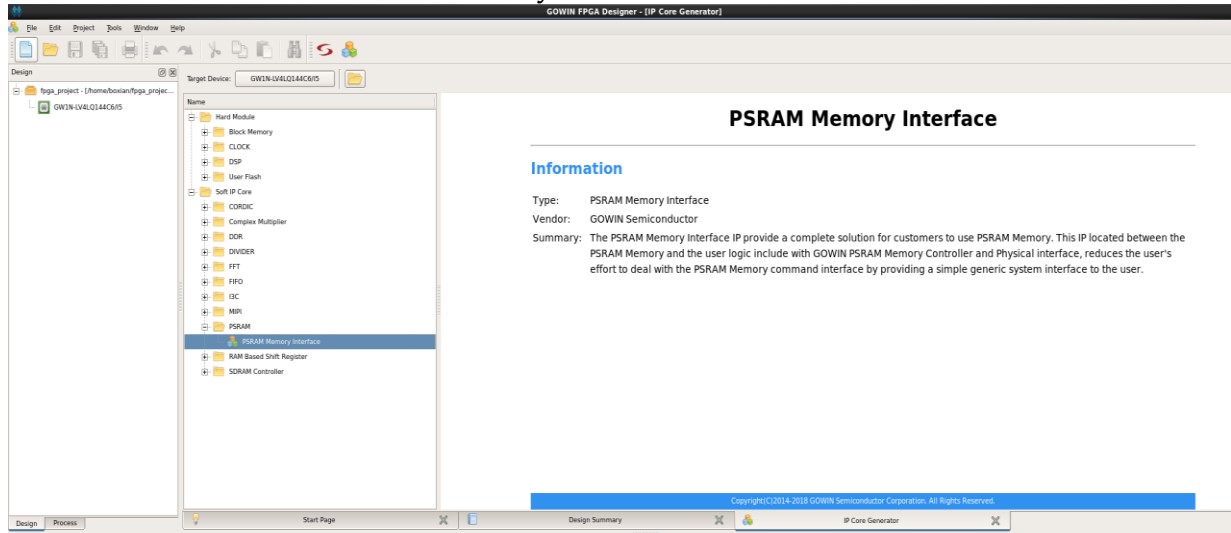 GOWIN FPGA Designer - [IP Core Generator]
File Edit Project Tools Window Help
Design
fpga_project - [/home/boxian/fpga_projec...
GW1N-LV4LQ144C6/I5
Target Device: GW1N-LV4LQ144C6/I5
Name
Hard Module
Block Memory
CLOCK
DSP
User Flash
Soft IP Core
CORDIC
Complex Multiplier
DDR
DIVIDER
FFT
FIFO
I3C
MIPI
PSRAM
PSRAM Memory Interface
RAM Based Shift Register
SDRAM Controller
PSRAM Memory Interface
Information
Type: PSRAM Memory Interface
Vendor: GOWIN Semiconductor
Summary: The PSRAM Memory Interface IP provide a complete solution for customers to use PSRAM Memory. This IP located between the
PSRAM Memory and the user logic include with GOWIN PSRAM Memory Controller and Physical interface, reduces the user's
effort to deal with the PSRAM Memory command interface by providing a simple generic system interface to the user.
Copyright(C)2014-2018 GOWIN Semiconductor Corporation. All Rights Reserved.
Design Process
Start Page
Design Summary
IP Core Generator